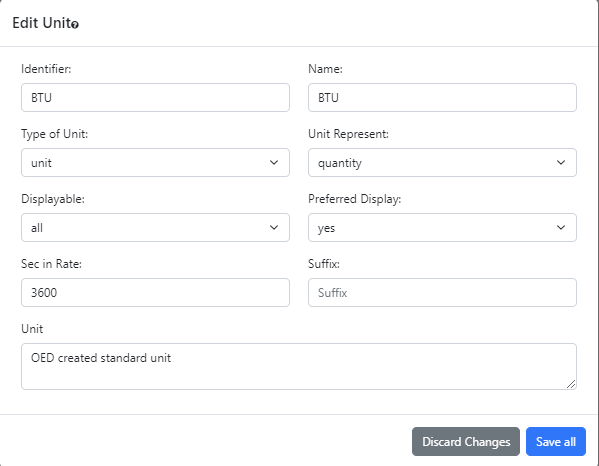 Edit Unit?
Identifier:
Name:
BTU
BTU
Type of Unit:
Unit Represent:
unit
quantity
Displayable:
Preferred Display:
all
yes
Sec in Rate:
Suffix:
3600
Suffix
Unit
OED created standard unit
Discard Changes
Save all